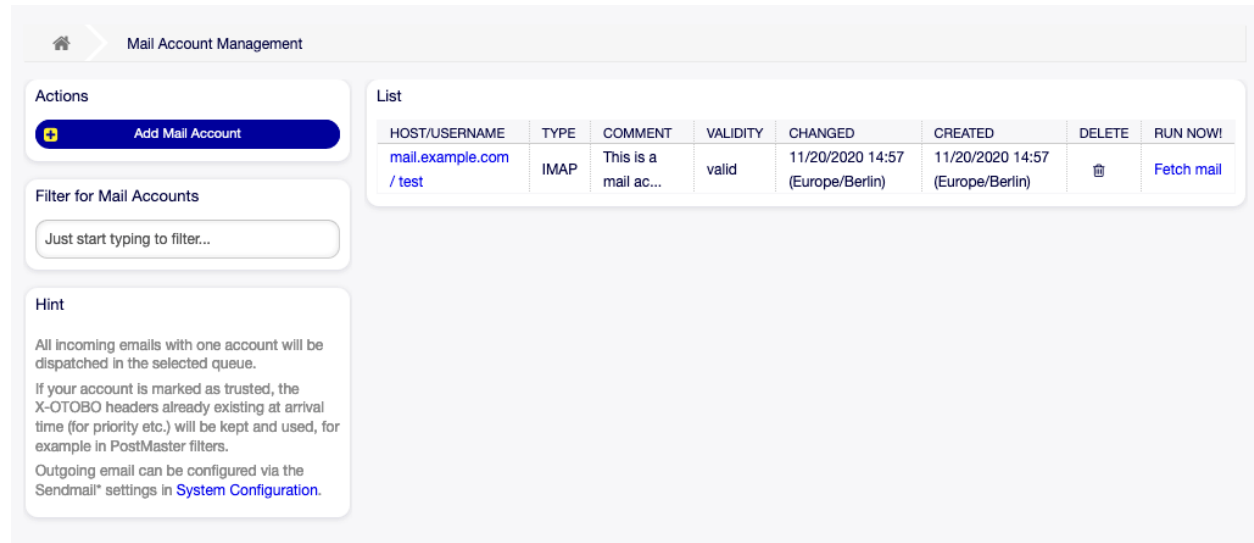 Mail Account Management
Actions
Add Mail Account
Filter for Mail Accounts
Just start typing to filter...
Hint
All incoming emails with one account will be
dispatched in the selected queue.
If your account is marked as trusted, the
X-OTOBO headers already existing at arrival
time (for priority etc.) will be kept and used, for
example in PostMaster filters.
Outgoing email can be configured via the
Sendmail* settings in System Configuration.
List
HOST/USERNAME TYPE COMMENT VALIDITY CHANGED CREATED DELETE RUN NOW!
mail.example.com This is a 11/20/2020 14:57 11/20/2020 14:57
IMAP valid Fetch mail
/ test mail ac... (Europe/Berlin) (Europe/Berlin)